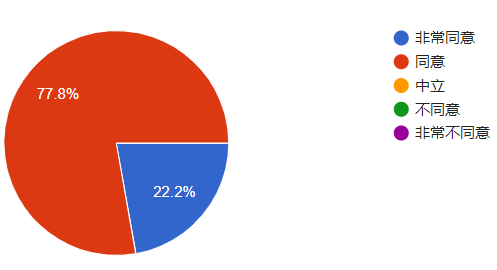 77.8%
22.2%
非常同意
同意
中立
不同意
非常不同意